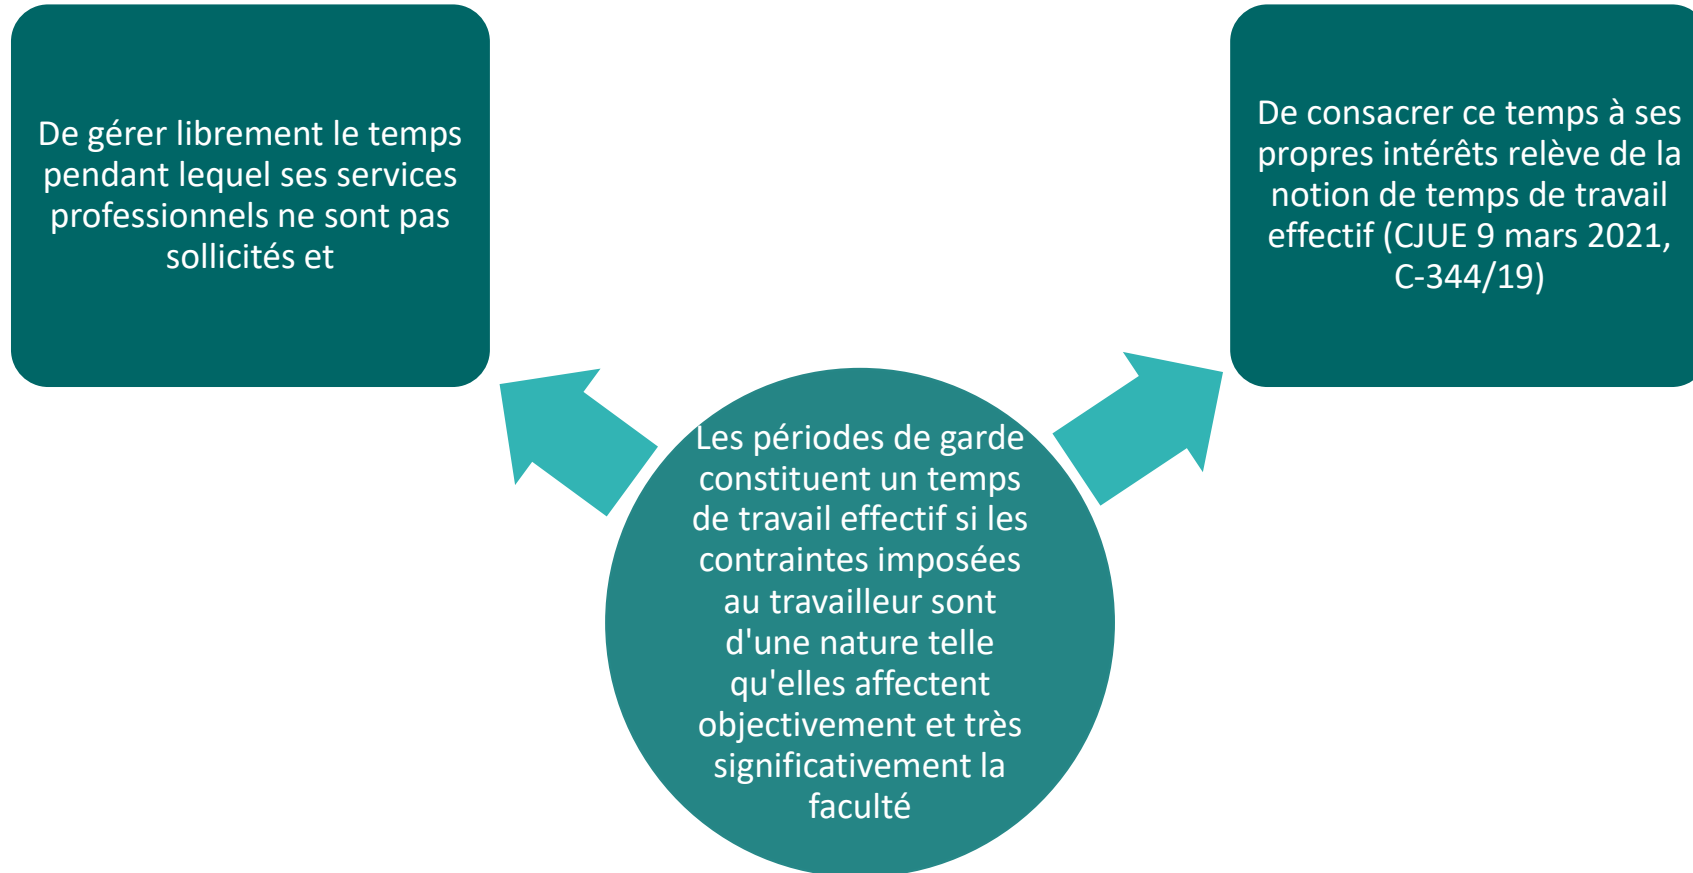 Les périodes de garde
constituent un temps
de travail effectif si les
contraintes imposées
au travailleur sont
d'une nature telle
qu'elles affectent
objectivement et très
significativement la
faculté
De gérer librement le temps
pendant lequel ses services
professionnels ne sont pas
sollicités et
De consacrer ce temps à ses
propres intérêts relève de la
notion de temps de travail
effectif (CJUE 9 mars 2021,
C-344/19)